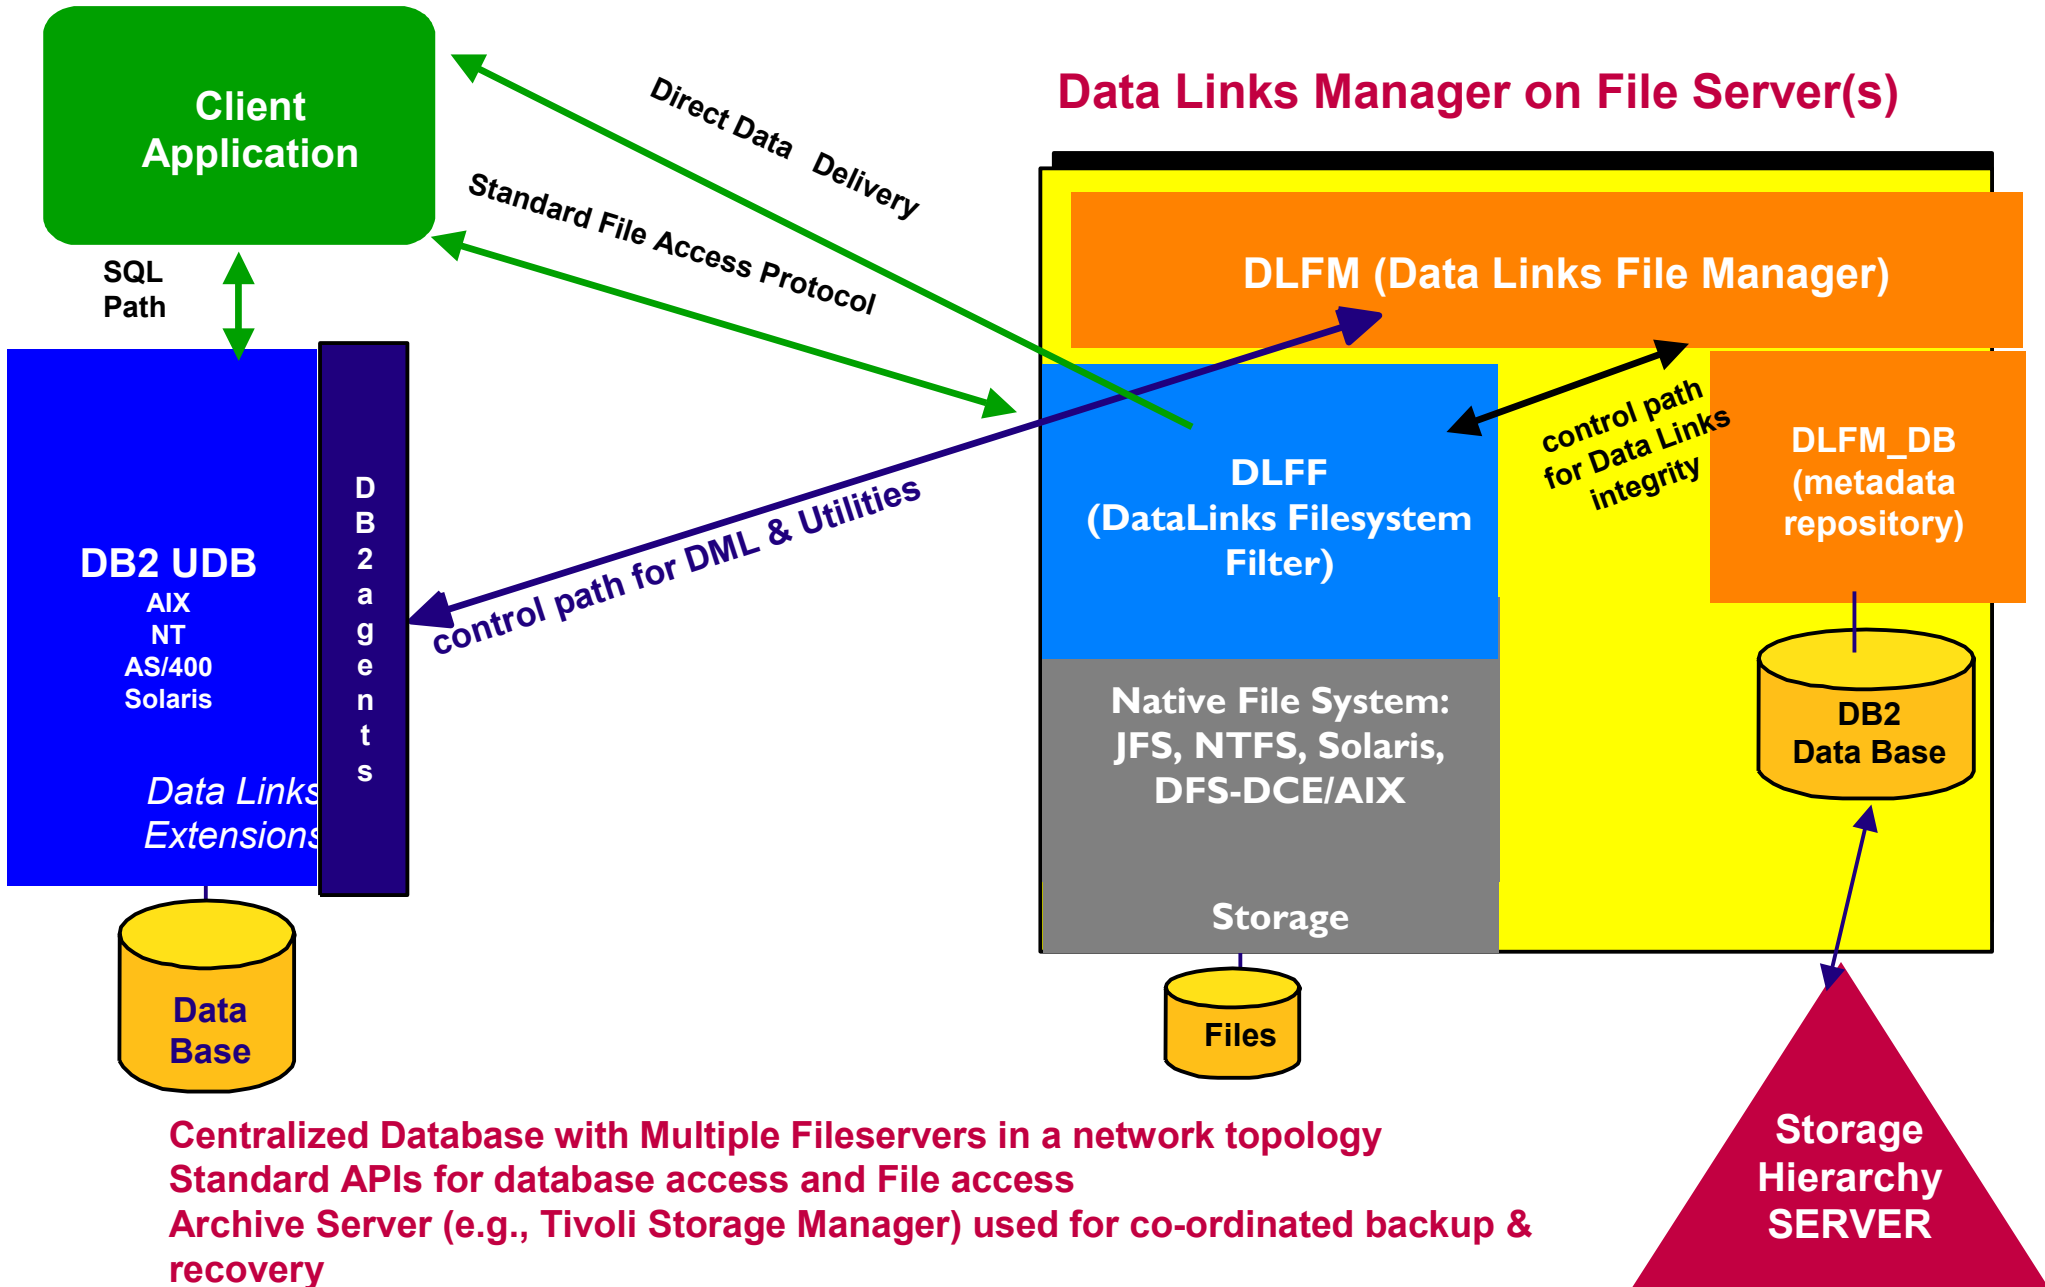 Client
Application
Direct Data Delivery
Standard File Access Protocol
Data Links Manager on File Server(s)
SQL
Path
DLFM (Data Links File Manager)
DB2 UDB
AIX
NT
AS/400
Solaris
Data Links
Extensions
D
B
2
a
g
e
n
t
s
control path for DML & Utilities
DLFF
(DataLinks Filesystem
Filter)
control path
for Data Links
integrity
DLFM_DB
(metadata
repository)
Native File System:
JFS, NTFS, Solaris,
DFS-DCE/AIX
Storage
DB2
Data Base
Data
Base
Files
Centralized Database with Multiple Fileservers in a network topology
Standard APIs for database access and File access
Archive Server (e.g., Tivoli Storage Manager) used for co-ordinated backup &
recovery
Storage
Hierarchy
SERVER